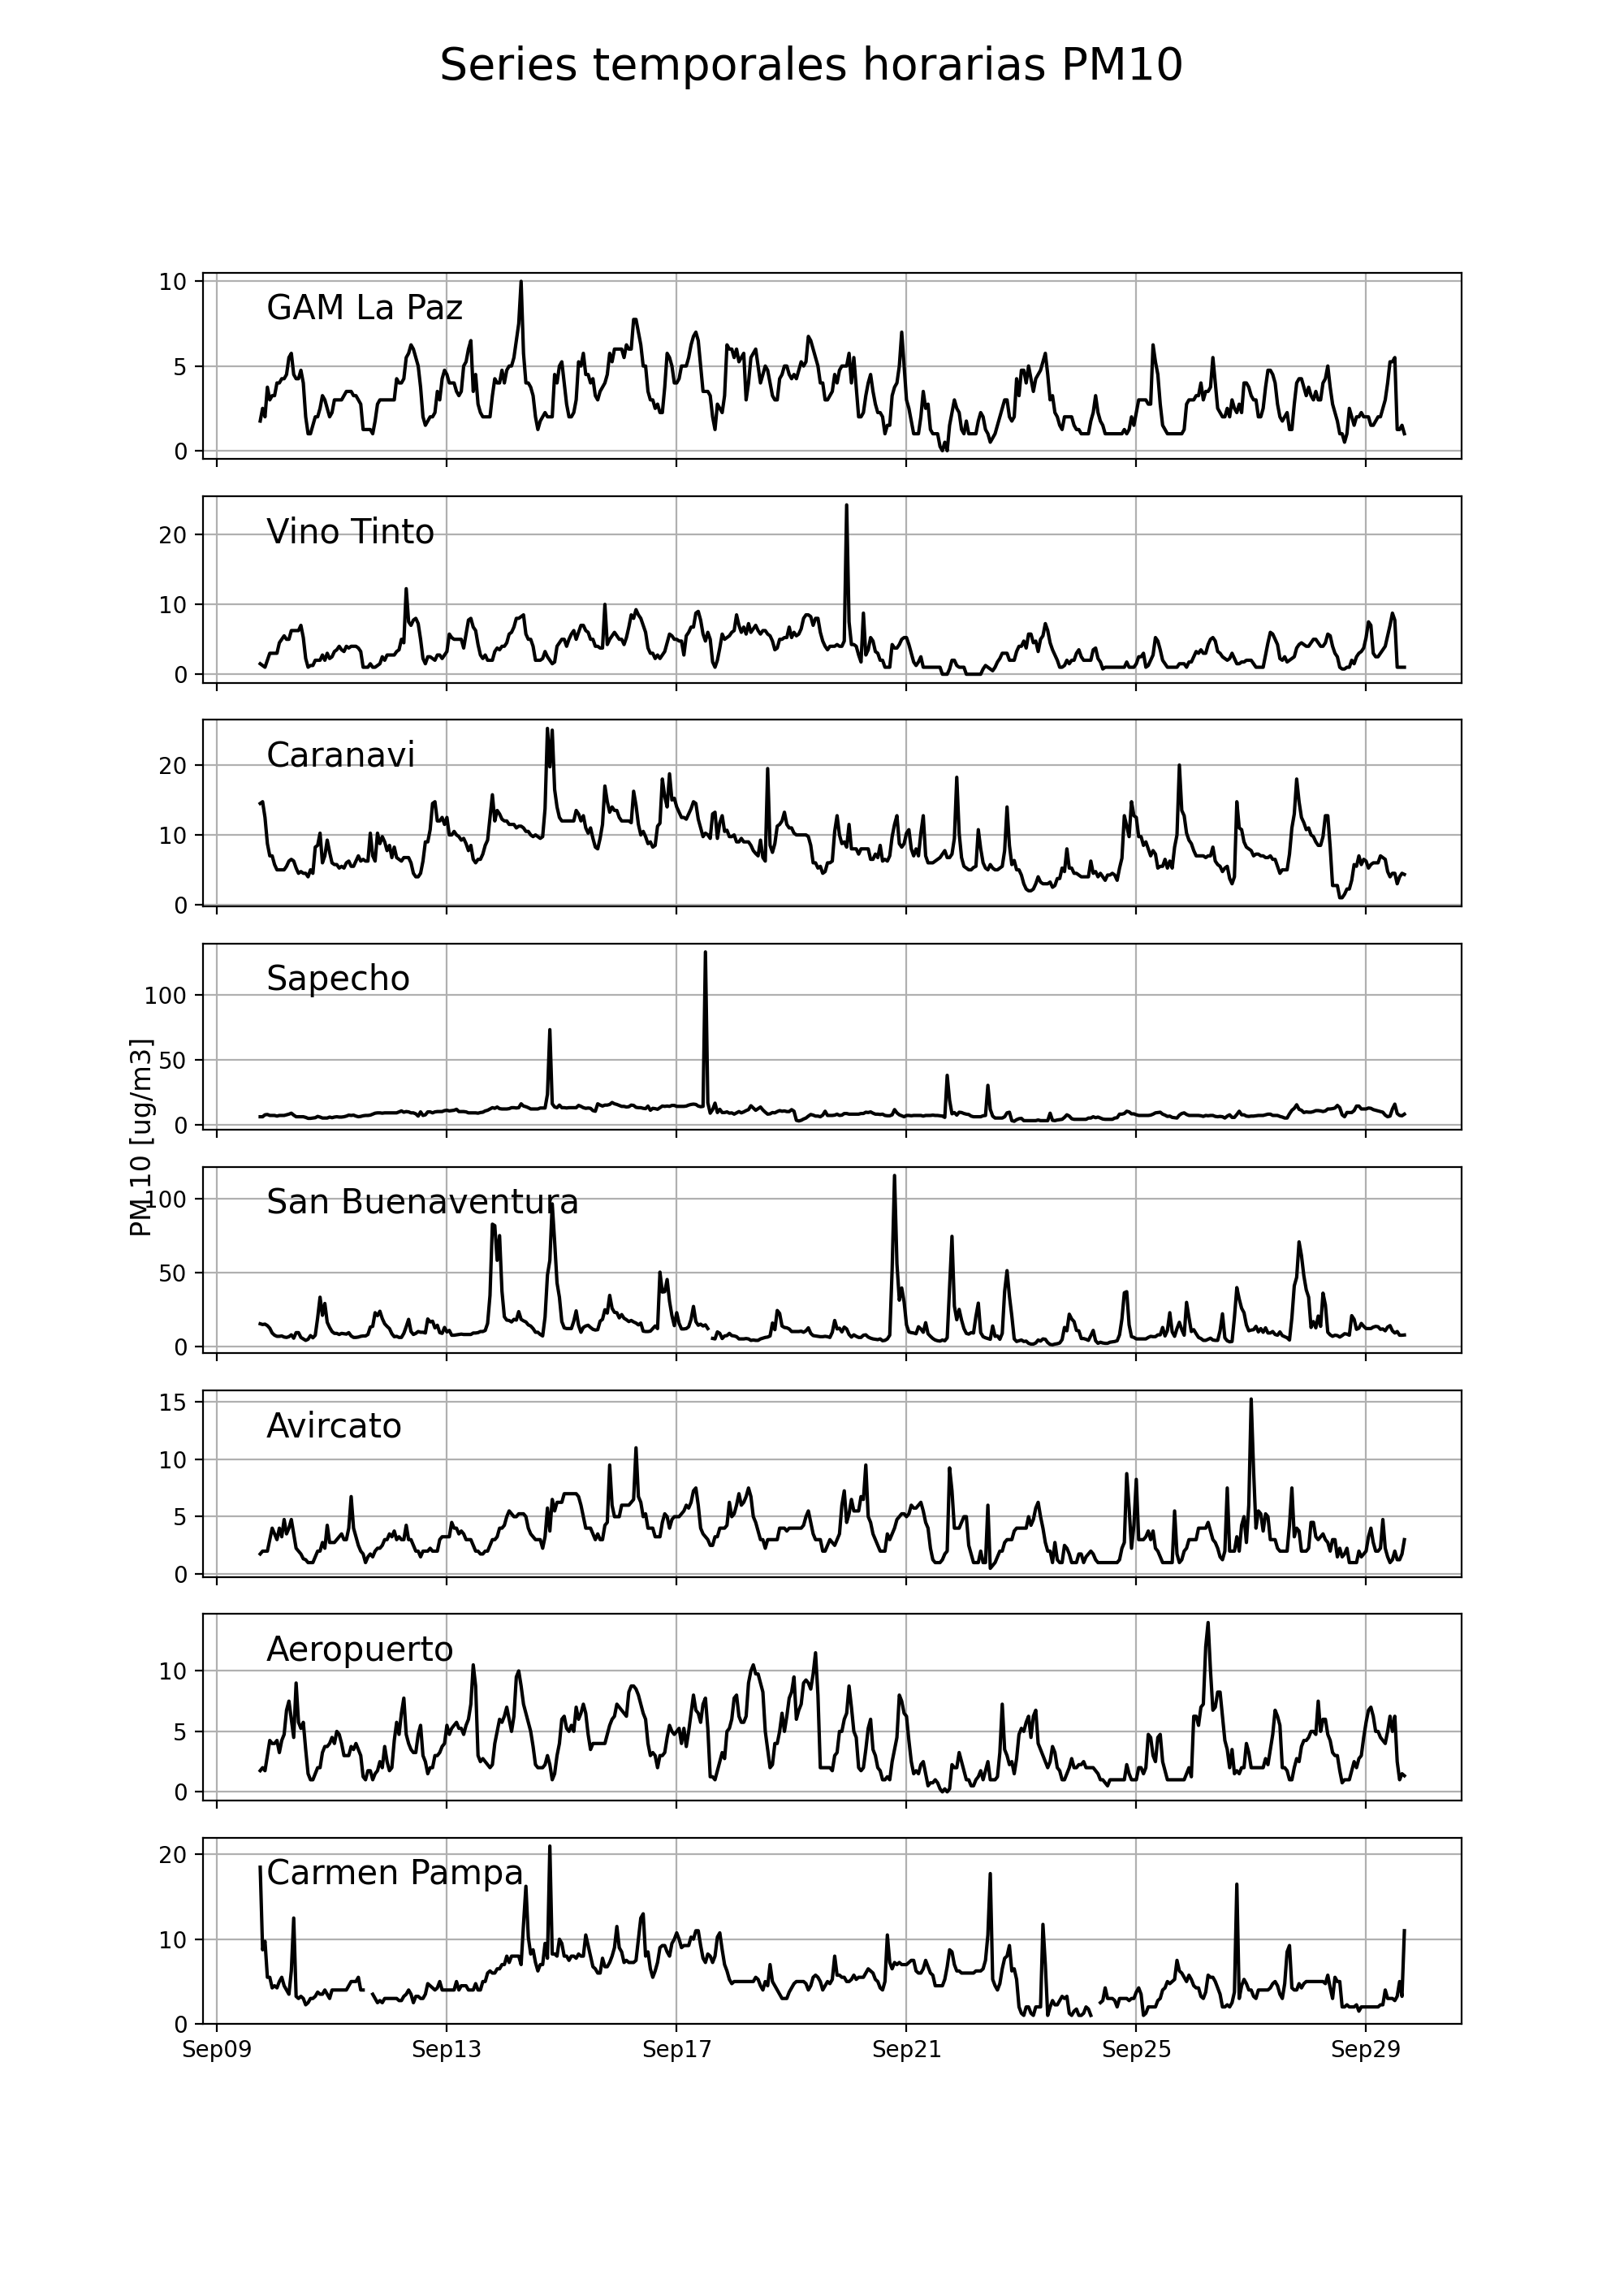 Series temporales horarias PM10
GAM La Paz
10
5
0
Vino Tinto
20
10
0
Caranavi
20
10
0
Sapecho
100
50
0
PM 10 [ug/m3]
San Buenaventura
100
50
0
Avircato
15
10
5
0
Aeropuerto
10
5
0
Carmen Pampa
20
10
0
Sep09 Sep13 Sep17 Sep21 Sep25 Sep29